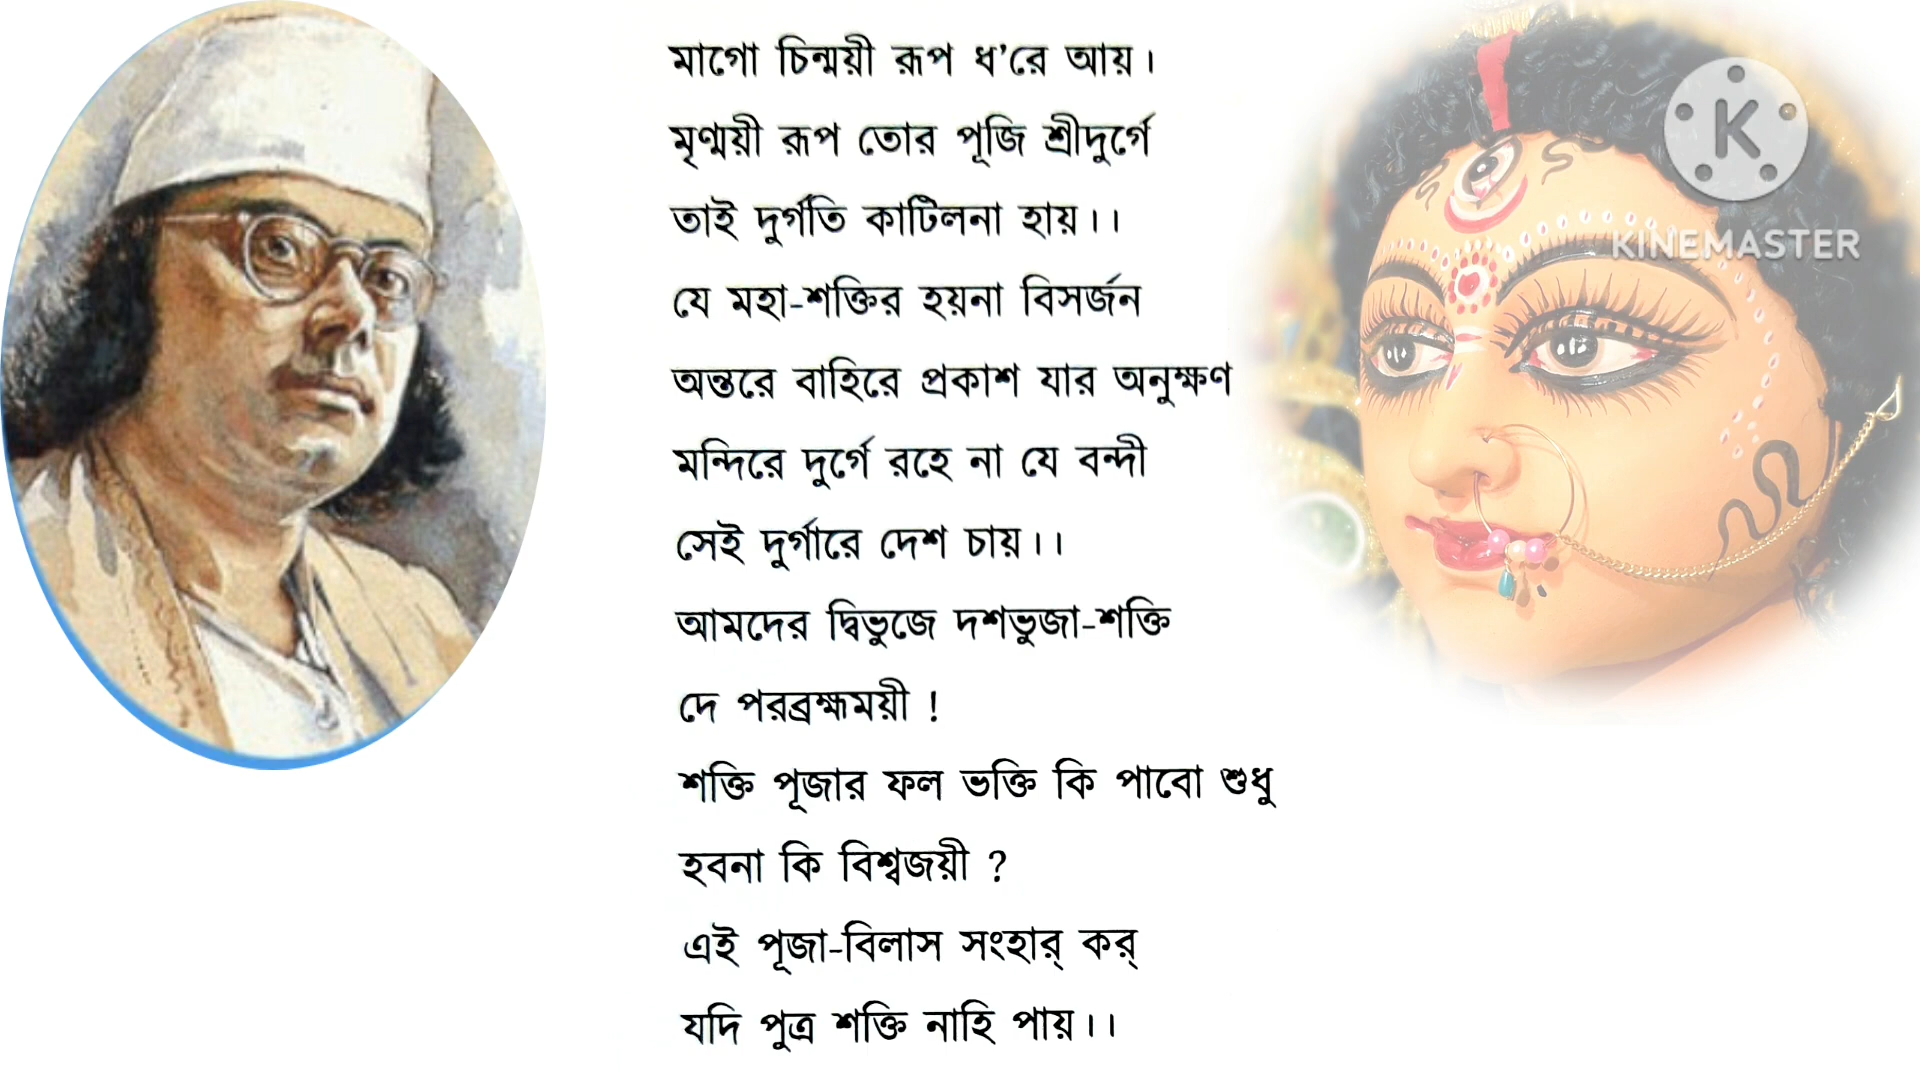 মাগো চিন্ময়ী রূপ ধ’রে আয়।
মৃণ্ময়ী রূপ তোর পূজি শ্রীদুর্গে
তাই দুর্গতি কাটিলনা হায়।।
যে মহা-শক্তির হয়না বিসর্জন
অন্তরে বাহিরে প্রকাশ যার অনুক্ষণ
মন্দিরে দুর্গে রহে না যে বন্দী
সেই দুর্গারে দেশ চায়।।
আমদের দ্বিভুজে দশভুজা-শক্তি
দে পরব্রহ্মময়ী !
শক্তি পূজার ফল ভক্তি কি পাবো শুধু
হবনা কি বিশ্বজয়ী ?
এই পূজা-বিলাস সংহার্ কর্
যদি পুত্র শক্তি নাহি পায়।।
K
KINEMASTER